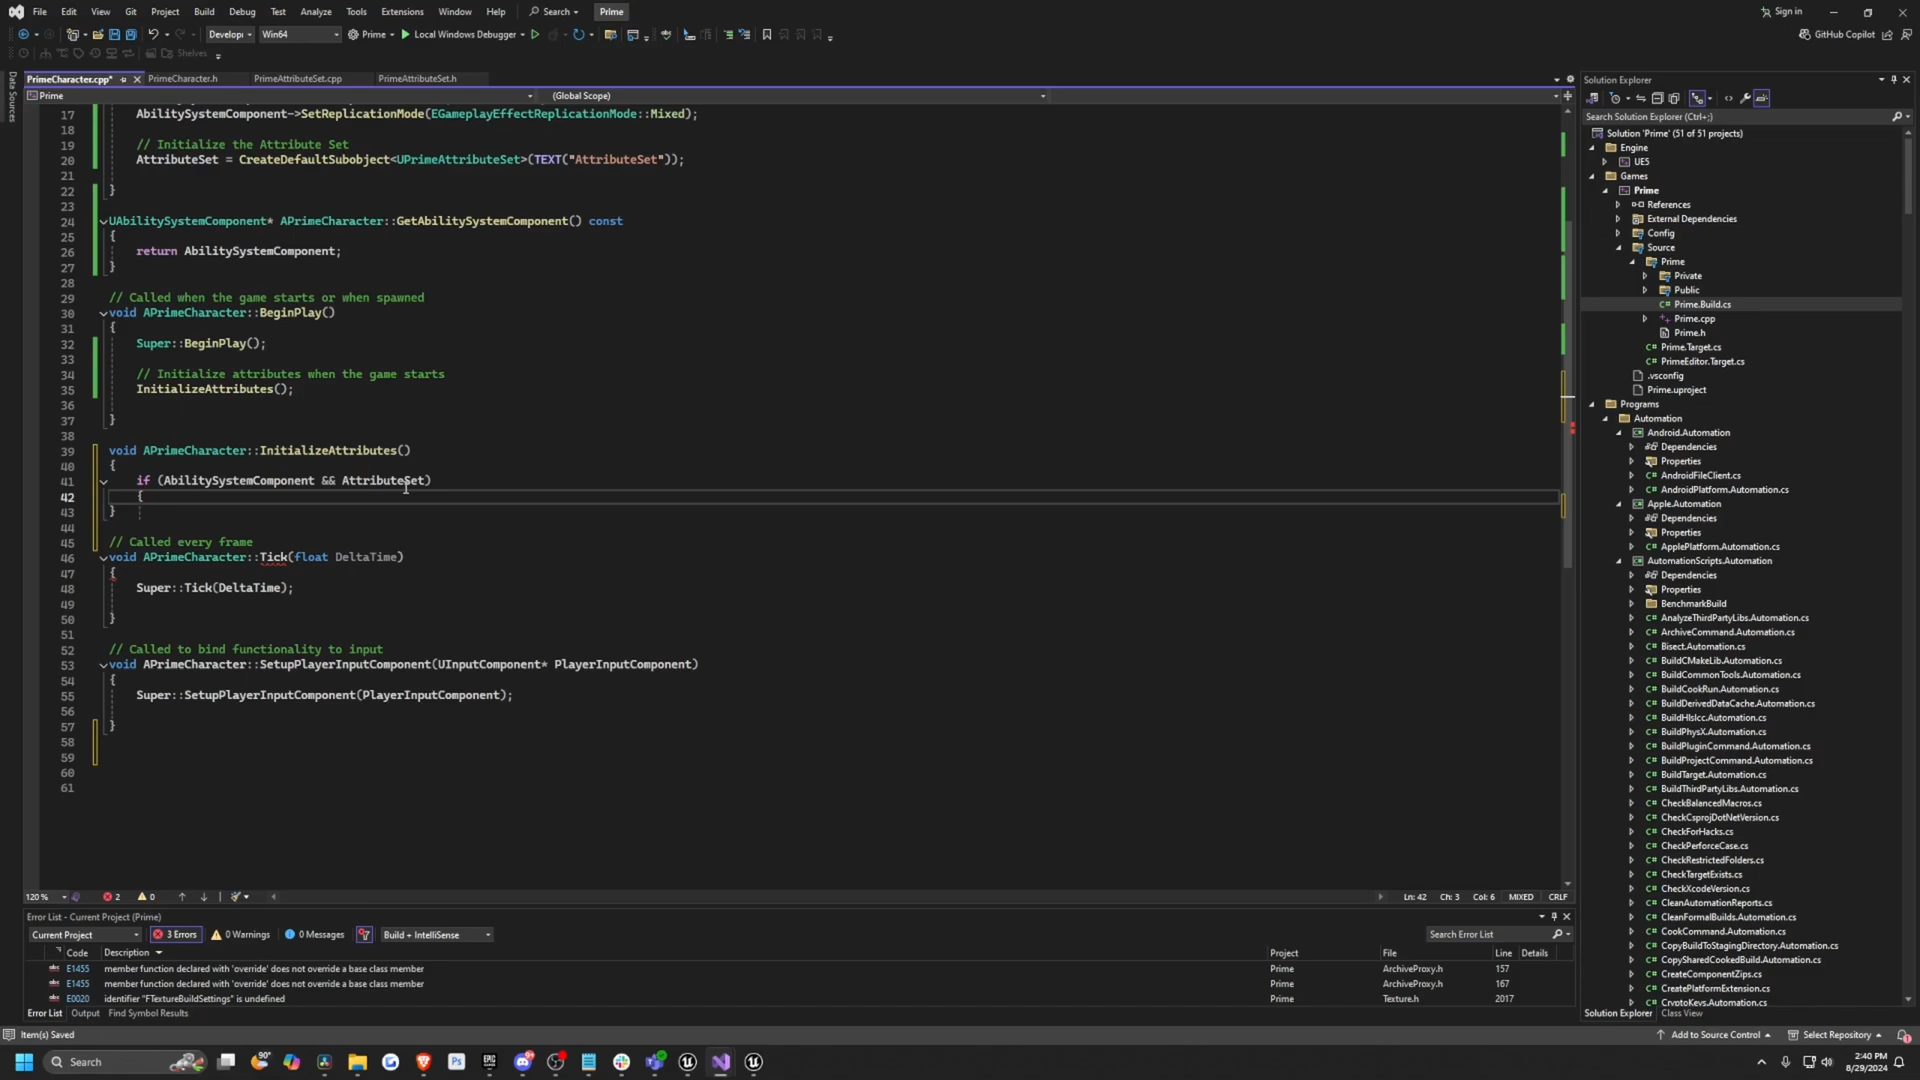 File Edit View Git Project Build Debug Test Analyze Tools Extensions Window Help Search Prime Sign in
Develop Win64 Prime Local Windows Debugger GitHub Copilot
Shelves
Data Sources
PrimeCharacter.cpp* PrimeCharacter.h PrimeAttributeSet.cpp PrimeAttributeSet.h
Prime (Global Scope)
17 AbilitySystemComponent->SetReplicationMode(EGameplayEffectReplicationMode::Mixed);
18
19 // Initialize the Attribute Set
20 AttributeSet = CreateDefaultSubobject<UPrimeAttributeSet>(TEXT("AttributeSet"));
21
22 }
23
24 UAbilitySystemComponent* APrimeCharacter::GetAbilitySystemComponent() const
25 {
26 return AbilitySystemComponent;
27 }
28
29 // Called when the game starts or when spawned
30 void APrimeCharacter::BeginPlay()
31 {
32 Super::BeginPlay();
33
34 // Initialize attributes when the game starts
35 InitializeAttributes();
36
37 }
38
39 void APrimeCharacter::InitializeAttributes()
40 {
41 if (AbilitySystemComponent && AttributeSet)
42 {
43 }
44
45 // Called every frame
46 void APrimeCharacter::Tick(float DeltaTime)
47 {
48 Super::Tick(DeltaTime);
49
50 }
51
52 // Called to bind functionality to input
53 void APrimeCharacter::SetupPlayerInputComponent(UInputComponent* PlayerInputComponent)
54 {
55 Super::SetupPlayerInputComponent(PlayerInputComponent);
56
57 }
58
59
60
61
120 % 2 0 Ln: 42 Ch: 3 Col: 6 MIXED CRLF
Error List - Current Project (Prime)
Current Project 3 Errors 0 Warnings 0 Messages Build + IntelliSense Search Error List
Code Description Project File Line Details
E1455 member function declared with 'override' does not override a base class member Prime ArchiveProxy.h 157
E1455 member function declared with 'override' does not override a base class member Prime ArchiveProxy.h 167
E0020 identifier "FTextureBuildSettings" is undefined Prime Texture.h 2017
Error List Output Find Symbol Results
Solution Explorer
Search Solution Explorer (Ctrl+;)
Solution 'Prime' (51 of 51 projects)
Engine
UE5
Games
Prime
References
External Dependencies
Config
Source
Prime
Private
Public
Prime.Build.cs
Prime.cpp
Prime.h
Prime.Target.cs
PrimeEditor.Target.cs
.vsconfig
Prime.uproject
Programs
Automation
Android.Automation
Dependencies
Properties
AndroidFileClient.cs
AndroidPlatform.Automation.cs
Apple.Automation
Dependencies
Properties
ApplePlatform.Automation.cs
AutomationScripts.Automation
Dependencies
Properties
BenchmarkBuild
AnalyzeThirdPartyLibs.Automation.cs
ArchiveCommand.Automation.cs
Bisect.Automation.cs
BuildCMakeLib.Automation.cs
BuildCommonTools.Automation.cs
BuildCookRun.Automation.cs
BuildDerivedDataCache.Automation.cs
BuildHlslcc.Automation.cs
BuildPhysX.Automation.cs
BuildPluginCommand.Automation.cs
BuildProjectCommand.Automation.cs
BuildTarget.Automation.cs
BuildThirdPartyLibs.Automation.cs
CheckBalancedMacros.cs
CheckCsprojDotNetVersion.cs
CheckForHacks.cs
CheckPerforceCase.cs
CheckRestrictedFolders.cs
CheckTargetExists.cs
CheckXcodeVersion.cs
CleanAutomationReports.cs
CleanFormalBuilds.Automation.cs
CookCommand.Automation.cs
CopyBuildToStagingDirectory.Automation.cs
CopySharedCookedBuild.Automation.cs
CreateComponentZips.cs
CreatePlatformExtension.cs
CryptoKeys.Automation.cs
Solution Explorer Class View
Item(s) Saved Add to Source Control Select Repository
Search 90° 2:40 PM
8/29/2024